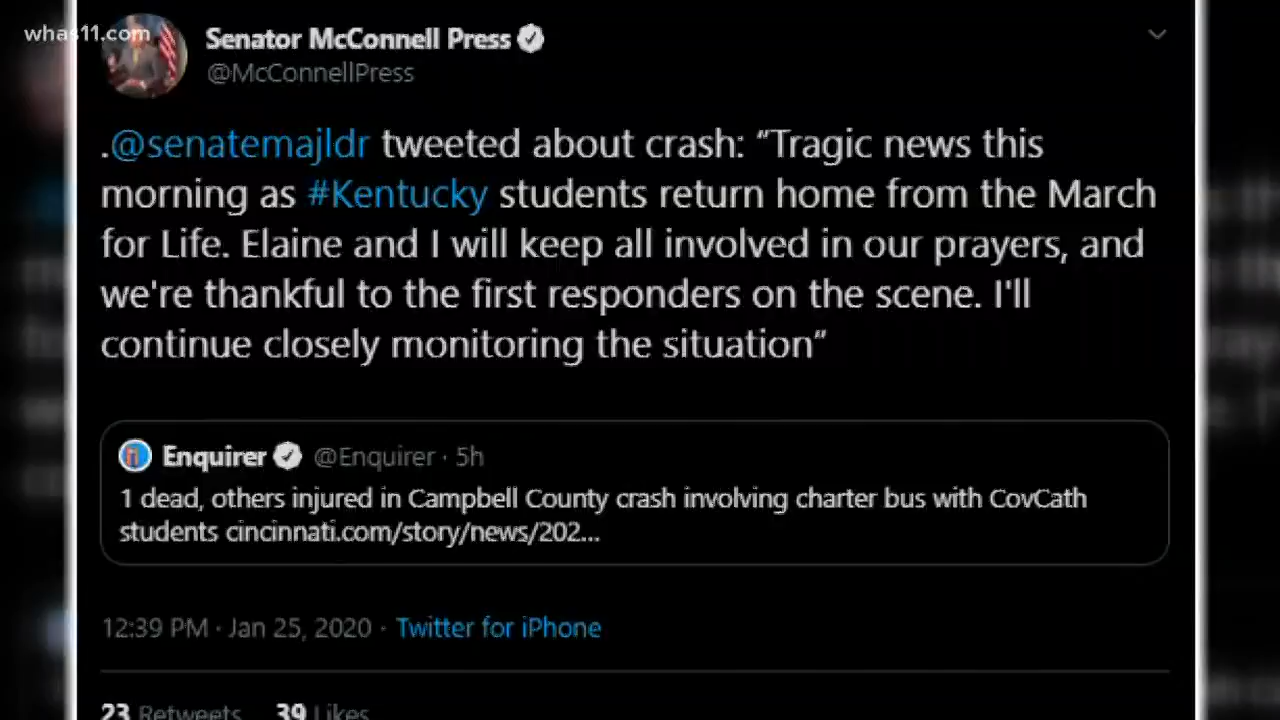 whas11.com
Senator McConnell Press
@McConnellPress
.@senatemajldr tweeted about crash: “Tragic news this
morning as #Kentucky students return home from the March
for Life. Elaine and I will keep all involved in our prayers, and
we're thankful to the first responders on the scene. I'll
continue closely monitoring the situation”
Enquirer @Enquirer · 5h
1 dead, others injured in Campbell County crash involving charter bus with CovCath
students cincinnati.com/story/news/202...
12:39 PM · Jan 25, 2020 · Twitter for iPhone
23 Retweets 39 Likes